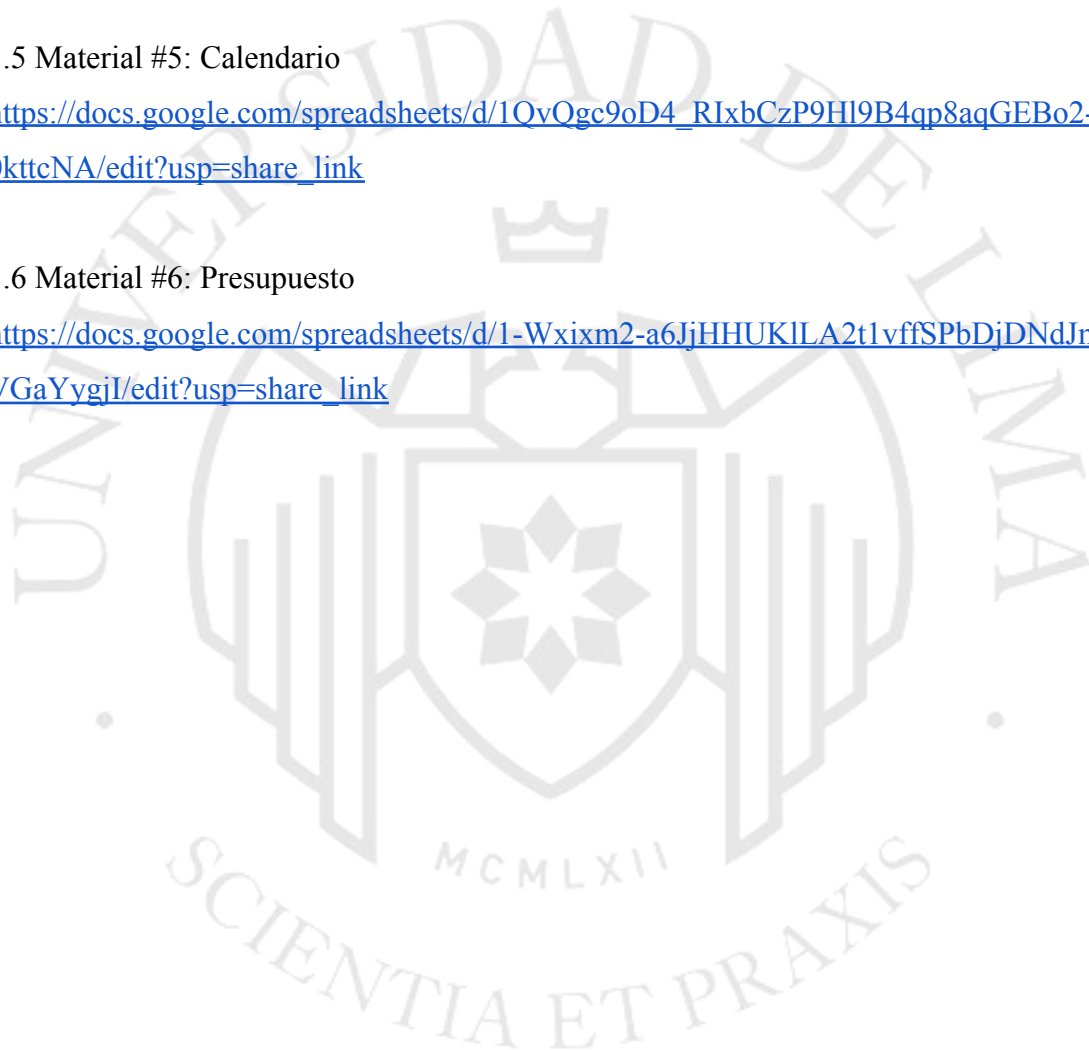 .5 Material #5: Calendario
https://docs.google.com/spreadsheets/d/1QvQgc9oD4_RIxbCzP9Hl9B4qp8aqGEBo2-
0kttcNA/edit?usp=share_link
.6 Material #6: Presupuesto
https://docs.google.com/spreadsheets/d/1-Wxixm2-a6JjHHUKlLA2t1vffSPbDjDNdJn
VGaYygjI/edit?usp=share_link
UNIVERSIDAD DE LIMA
MCMLXII
SCIENTIA ET PRAXIS